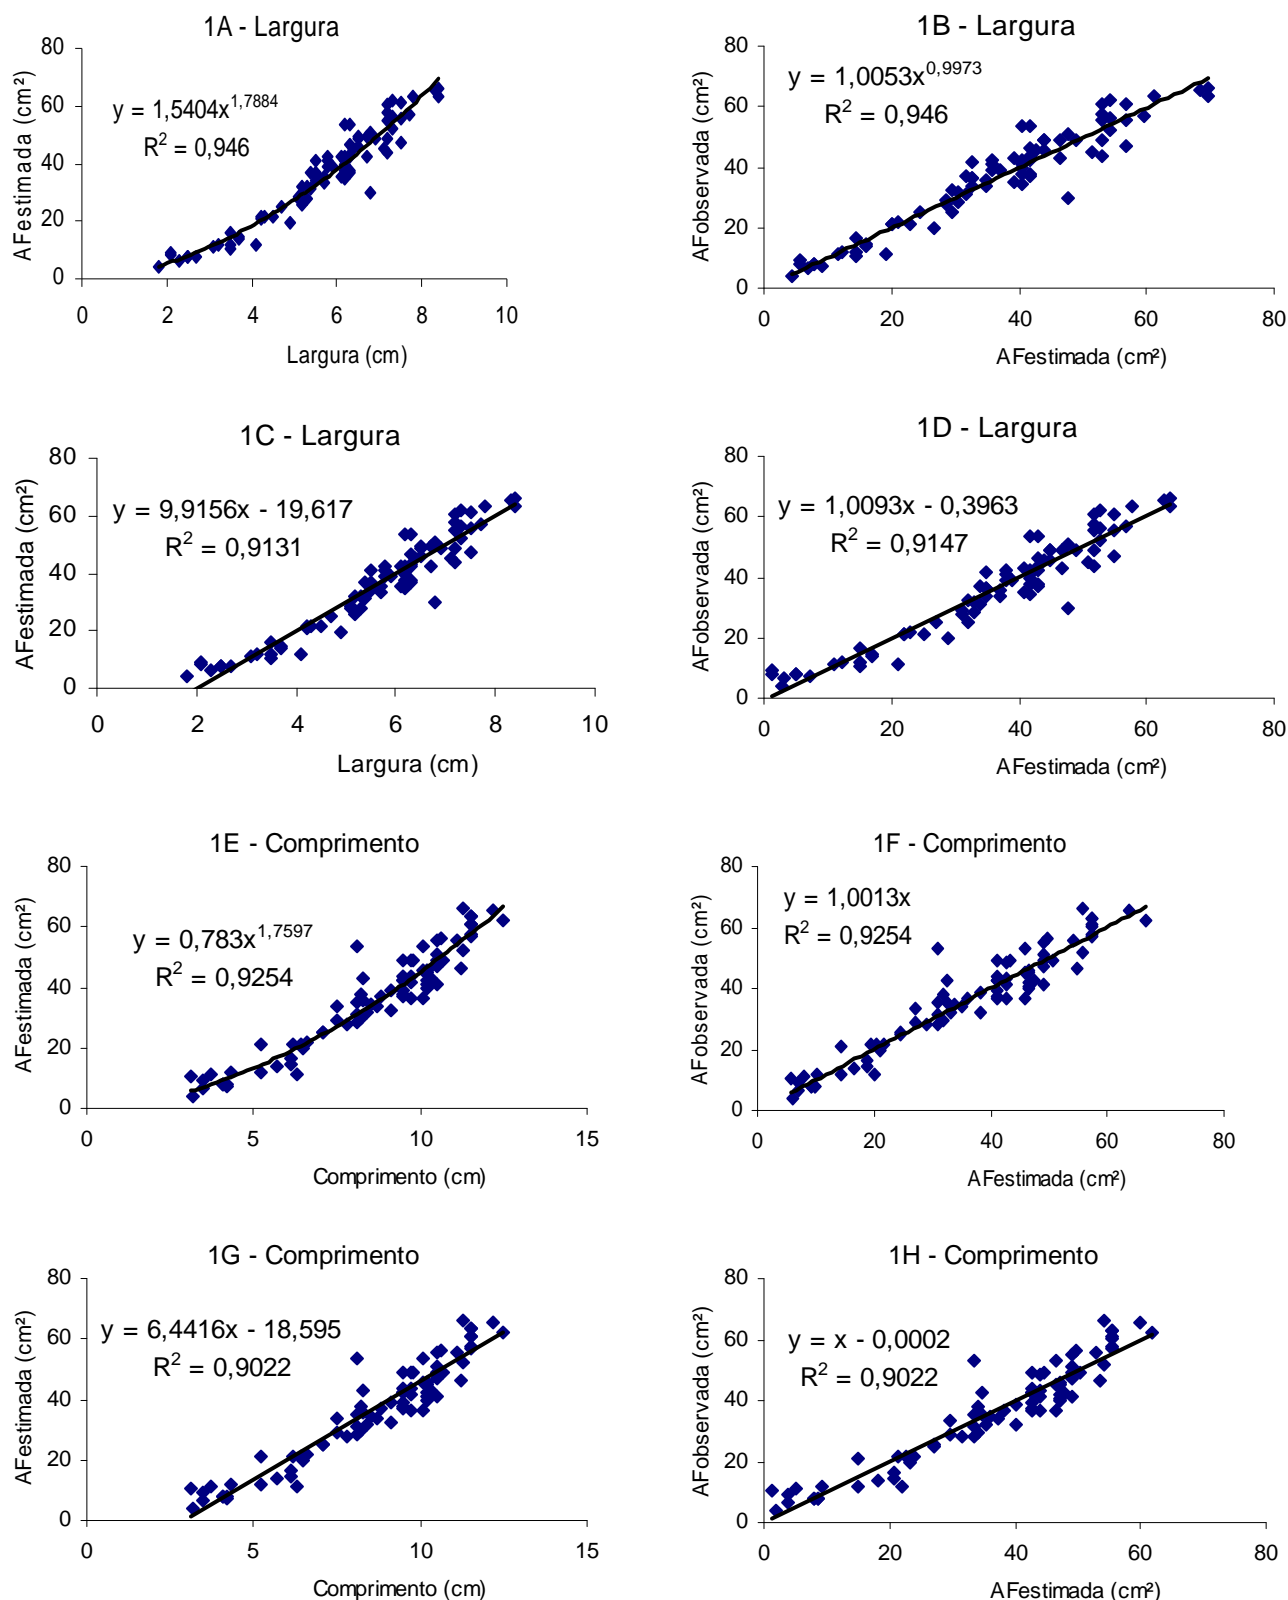 1A - Largura
AFestimada (cm²)
80
60
40
20
0
y = 1,5404x^1,7884
R² = 0,946
0 2 4 6 8 10
Largura (cm)
1B - Largura
AFobservada (cm²)
80
60
40
20
0
y = 1,0053x^0,9973
R² = 0,946
0 20 40 60 80
AFestimada (cm²)
1C - Largura
AFestimada (cm²)
80
60
40
20
0
y = 9,9156x - 19,617
R² = 0,9131
0 2 4 6 8 10
Largura (cm)
1D - Largura
AFobservada (cm²)
80
60
40
20
0
y = 1,0093x - 0,3963
R² = 0,9147
0 20 40 60 80
AFestimada (cm²)
1E - Comprimento
AFestimada (cm²)
80
60
40
20
0
y = 0,783x^1,7597
R² = 0,9254
0 5 10 15
Comprimento (cm)
1F - Comprimento
AFobservada (cm²)
80
60
40
20
0
y = 1,0013x
R² = 0,9254
0 20 40 60 80
AFestimada (cm²)
1G - Comprimento
AFestimada (cm²)
80
60
40
20
0
y = 6,4416x - 18,595
R² = 0,9022
0 5 10 15
Comprimento (cm)
1H - Comprimento
AFobservada (cm²)
80
60
40
20
0
y = x - 0,0002
R² = 0,9022
0 20 40 60 80
AFestimada (cm²)